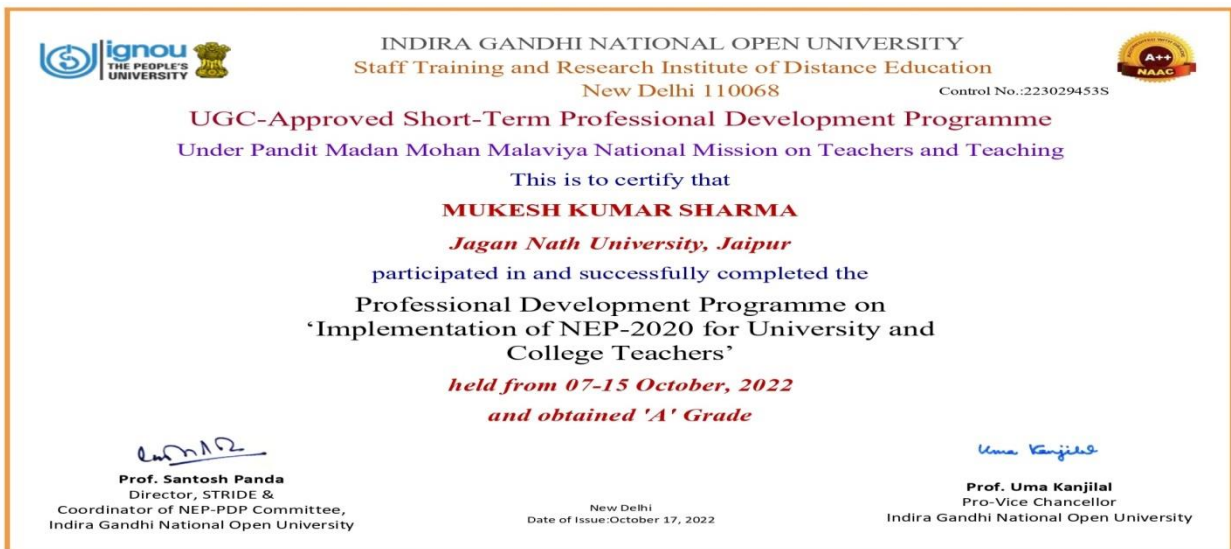 ignou
THE PEOPLE'S
UNIVERSITY
INDIRA GANDHI NATIONAL OPEN UNIVERSITY
Staff Training and Research Institute of Distance Education
New Delhi 110068
A++
NAAC
Control No.:223029453S
UGC-Approved Short-Term Professional Development Programme
Under Pandit Madan Mohan Malaviya National Mission on Teachers and Teaching
This is to certify that
MUKESH KUMAR SHARMA
Jagan Nath University, Jaipur
participated in and successfully completed the
Professional Development Programme on
‘Implementation of NEP-2020 for University and
College Teachers’
held from 07-15 October, 2022
and obtained 'A' Grade
Prof. Santosh Panda
Director, STRIDE &
Coordinator of NEP-PDP Committee,
Indira Gandhi National Open University
New Delhi
Date of Issue:October 17, 2022
Uma Kanjilal
Prof. Uma Kanjilal
Pro-Vice Chancellor
Indira Gandhi National Open University